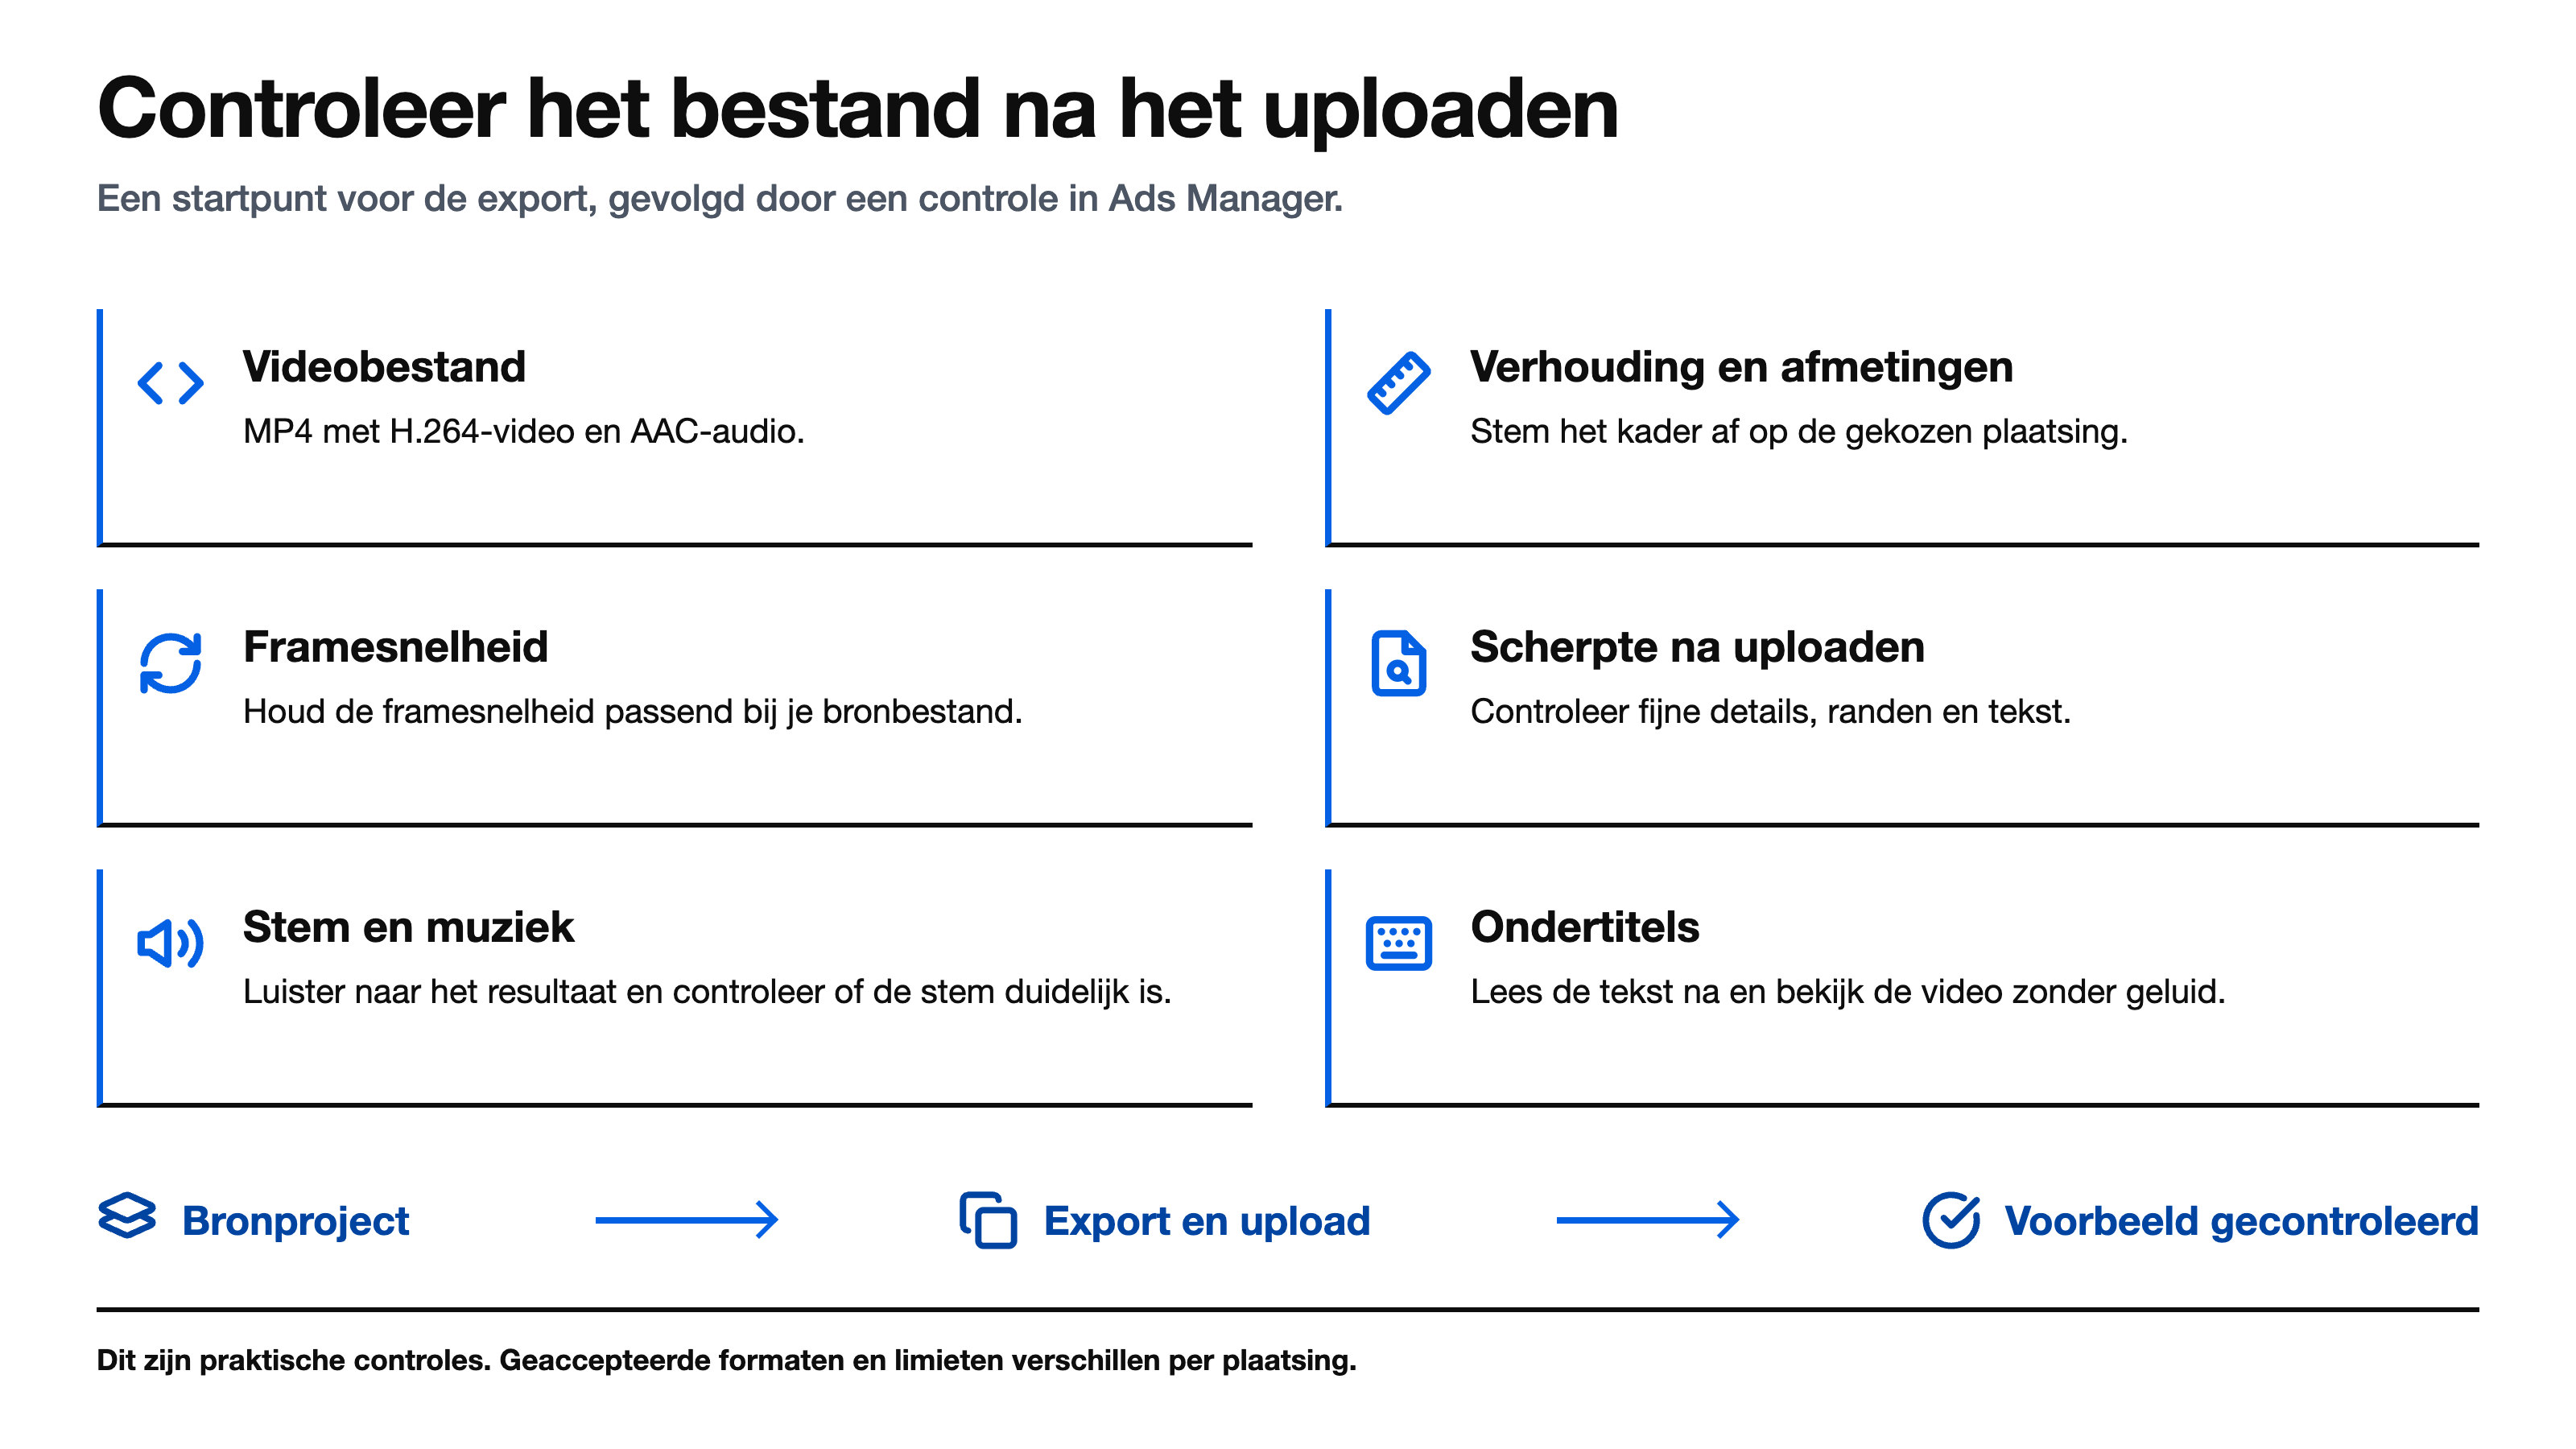 Controleer het bestand na het uploaden
Een startpunt voor de export, gevolgd door een controle in Ads Manager.
Videobestand
MP4 met H.264-video en AAC-audio.
Verhouding en afmetingen
Stem het kader af op de gekozen plaatsing.
Framesnelheid
Houd de framesnelheid passend bij je bronbestand.
Scherpte na uploaden
Controleer fijne details, randen en tekst.
Stem en muziek
Luister naar het resultaat en controleer of de stem duidelijk is.
Ondertitels
Lees de tekst na en bekijk de video zonder geluid.
Bronproject
Export en upload
Voorbeeld gecontroleerd
Dit zijn praktische controles. Geaccepteerde formaten en limieten verschillen per plaatsing.